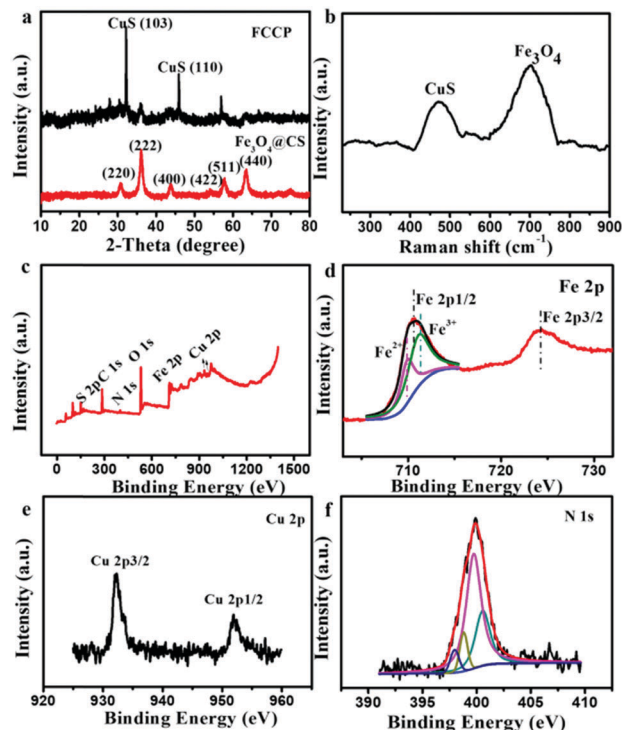 a
CuS (103)
FCCP
CuS (110)
Fe3O4@CS
(222)
(220)
(400)
(422)
(511)
(440)
Intensity (a.u.)
10 20 30 40 50 60 70 80
2-Theta (degree)
b
Fe3O4
CuS
Intensity (a.u.)
300 400 500 600 700 800 900
Raman shift (cm-1)
c
S 2p
C 1s
N 1s
O 1s
Fe 2p
Cu 2p
Intensity (a.u.)
0 300 600 900 1200 1500
Binding Energy (eV)
d
Fe 2p
Fe 2p1/2
Fe3+
Fe2+
Fe 2p3/2
Intensity (a.u.)
710 720 730
Binding Energy (eV)
e
Cu 2p
Cu 2p3/2
Cu 2p1/2
Intensity (a.u.)
920 930 940 950 960
Binding Energy (eV)
f
N 1s
Intensity (a.u.)
390 395 400 405 410
Binding Energy (eV)